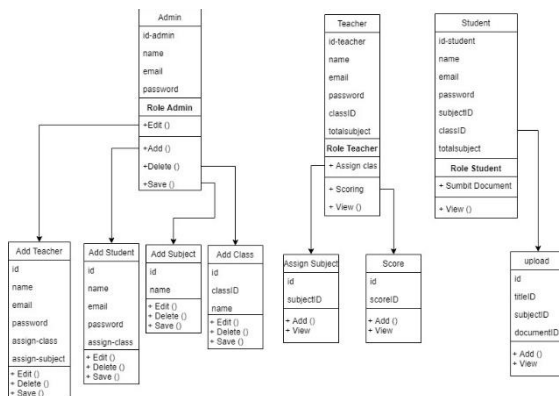 Admin
id-admin
name
email
password
Role Admin
+Edit ()
+Add ()
+Delete ()
+Save ()
Teacher
id-teacher
name
email
password
classID
totalsubject
Role Teacher
+ Assign clas
+ Scoring
+ View ()
Student
id-student
name
email
password
subjectID
classID
totalsubject
Role Student
+ Sumbit Document
+ View ()
Add Teacher
id
name
email
password
assign-class
assign-subject
+ Edit ()
+ Delete ()
+ Save ()
Add Student
id
name
email
password
assign-class
+ Edit ()
+ Delete ()
+ Save ()
Add Subject
id
name
+ Edit ()
+ Delete ()
+ Save ()
Add Class
id
classID
name
+ Edit ()
+ Delete ()
+ Save ()
Assign Subject
id
subjectID
+ Add ()
+ View
Score
id
scoreID
+ Add ()
+ View
upload
id
titleID
subjectID
documentID
+ Add ()
+ View